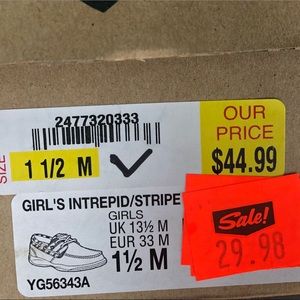 2477320333
SIZE
1 1/2 M
OUR
PRICE
$44.99
GIRL'S INTREPID/STRIPE
GIRLS
UK 13½ M
EUR 33 M
1½ M
YG56343A
Sale!
29.98